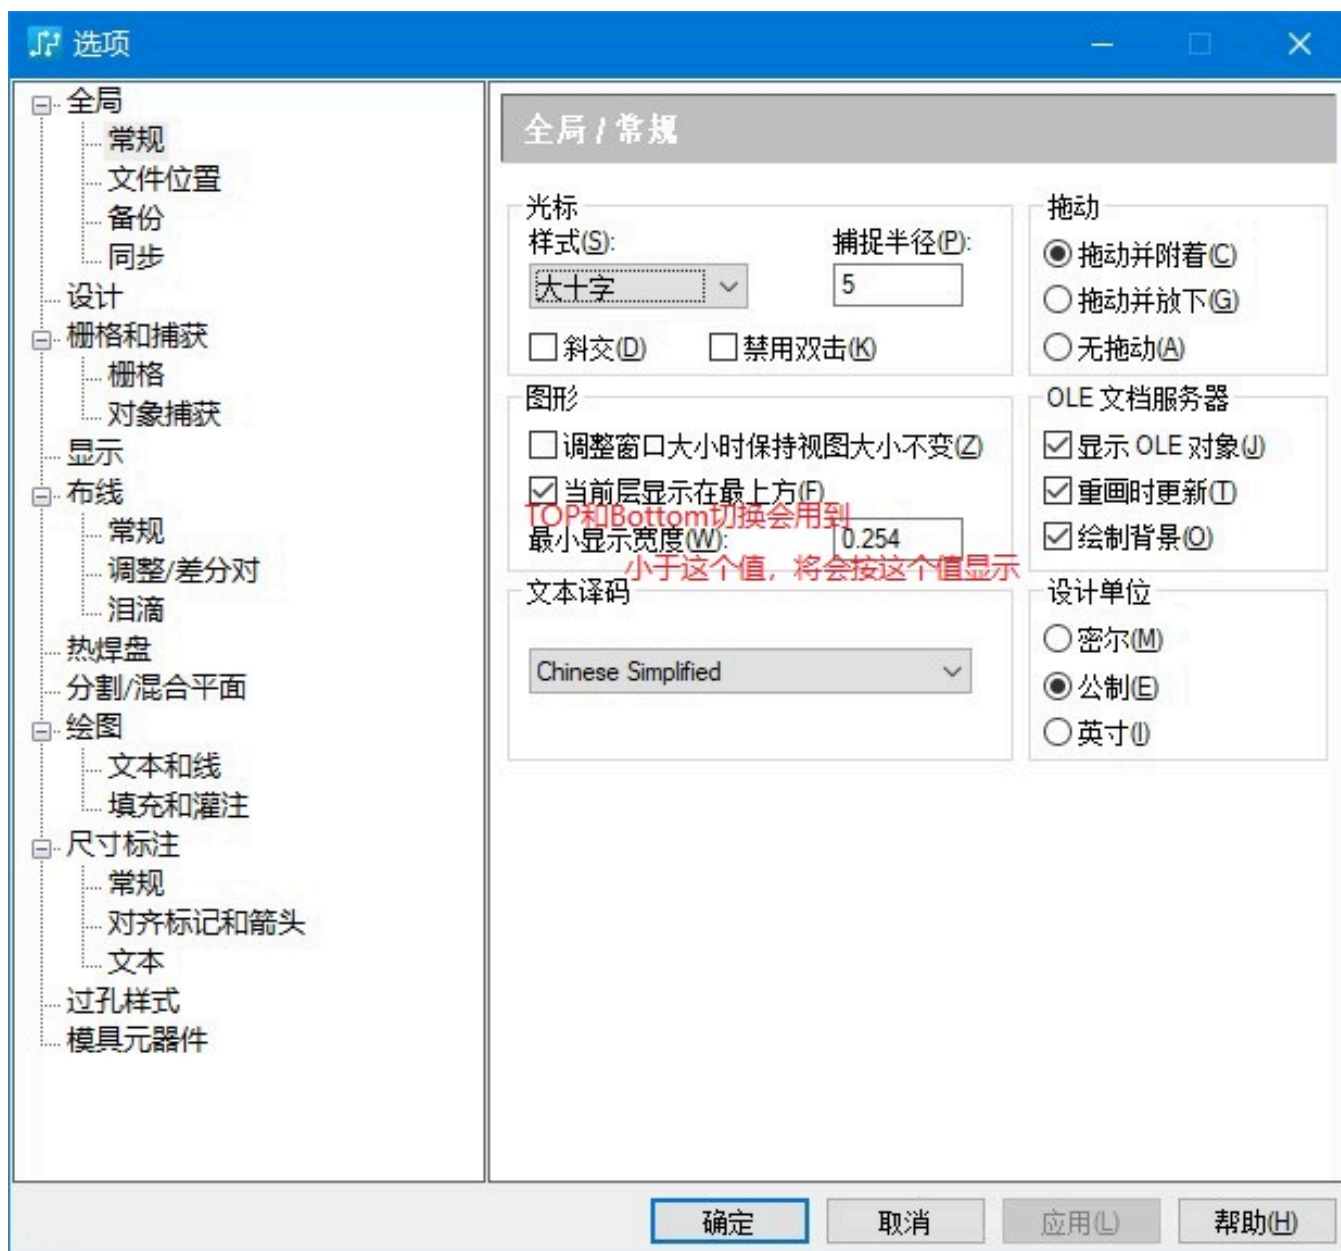 选项
全局
常规
文件位置
备份
同步
设计
栅格和捕获
栅格
对象捕获
显示
布线
常规
调整/差分对
泪滴
热焊盘
分割/混合平面
绘图
文本和线
填充和灌注
尺寸标注
常规
对齐标记和箭头
文本
过孔样式
模具元器件
全局 / 常规
光标
样式(S):
捕捉半径(P):
大十字
5
斜交(D)
禁用双击(K)
拖动
拖动并附着(C)
拖动并放下(G)
无拖动(A)
图形
调整窗口大小时保持视图大小不变(Z)
当前层显示在最上方(F)
TOP和Bottom切换会用到
最小显示宽度(W):
0.254
小于这个值，将会按这个值显示
OLE 文档服务器
显示 OLE 对象(J)
重画时更新(T)
绘制背景(O)
文本译码
Chinese Simplified
设计单位
密尔(M)
公制(E)
英寸(I)
确定
取消
应用(L)
帮助(H)